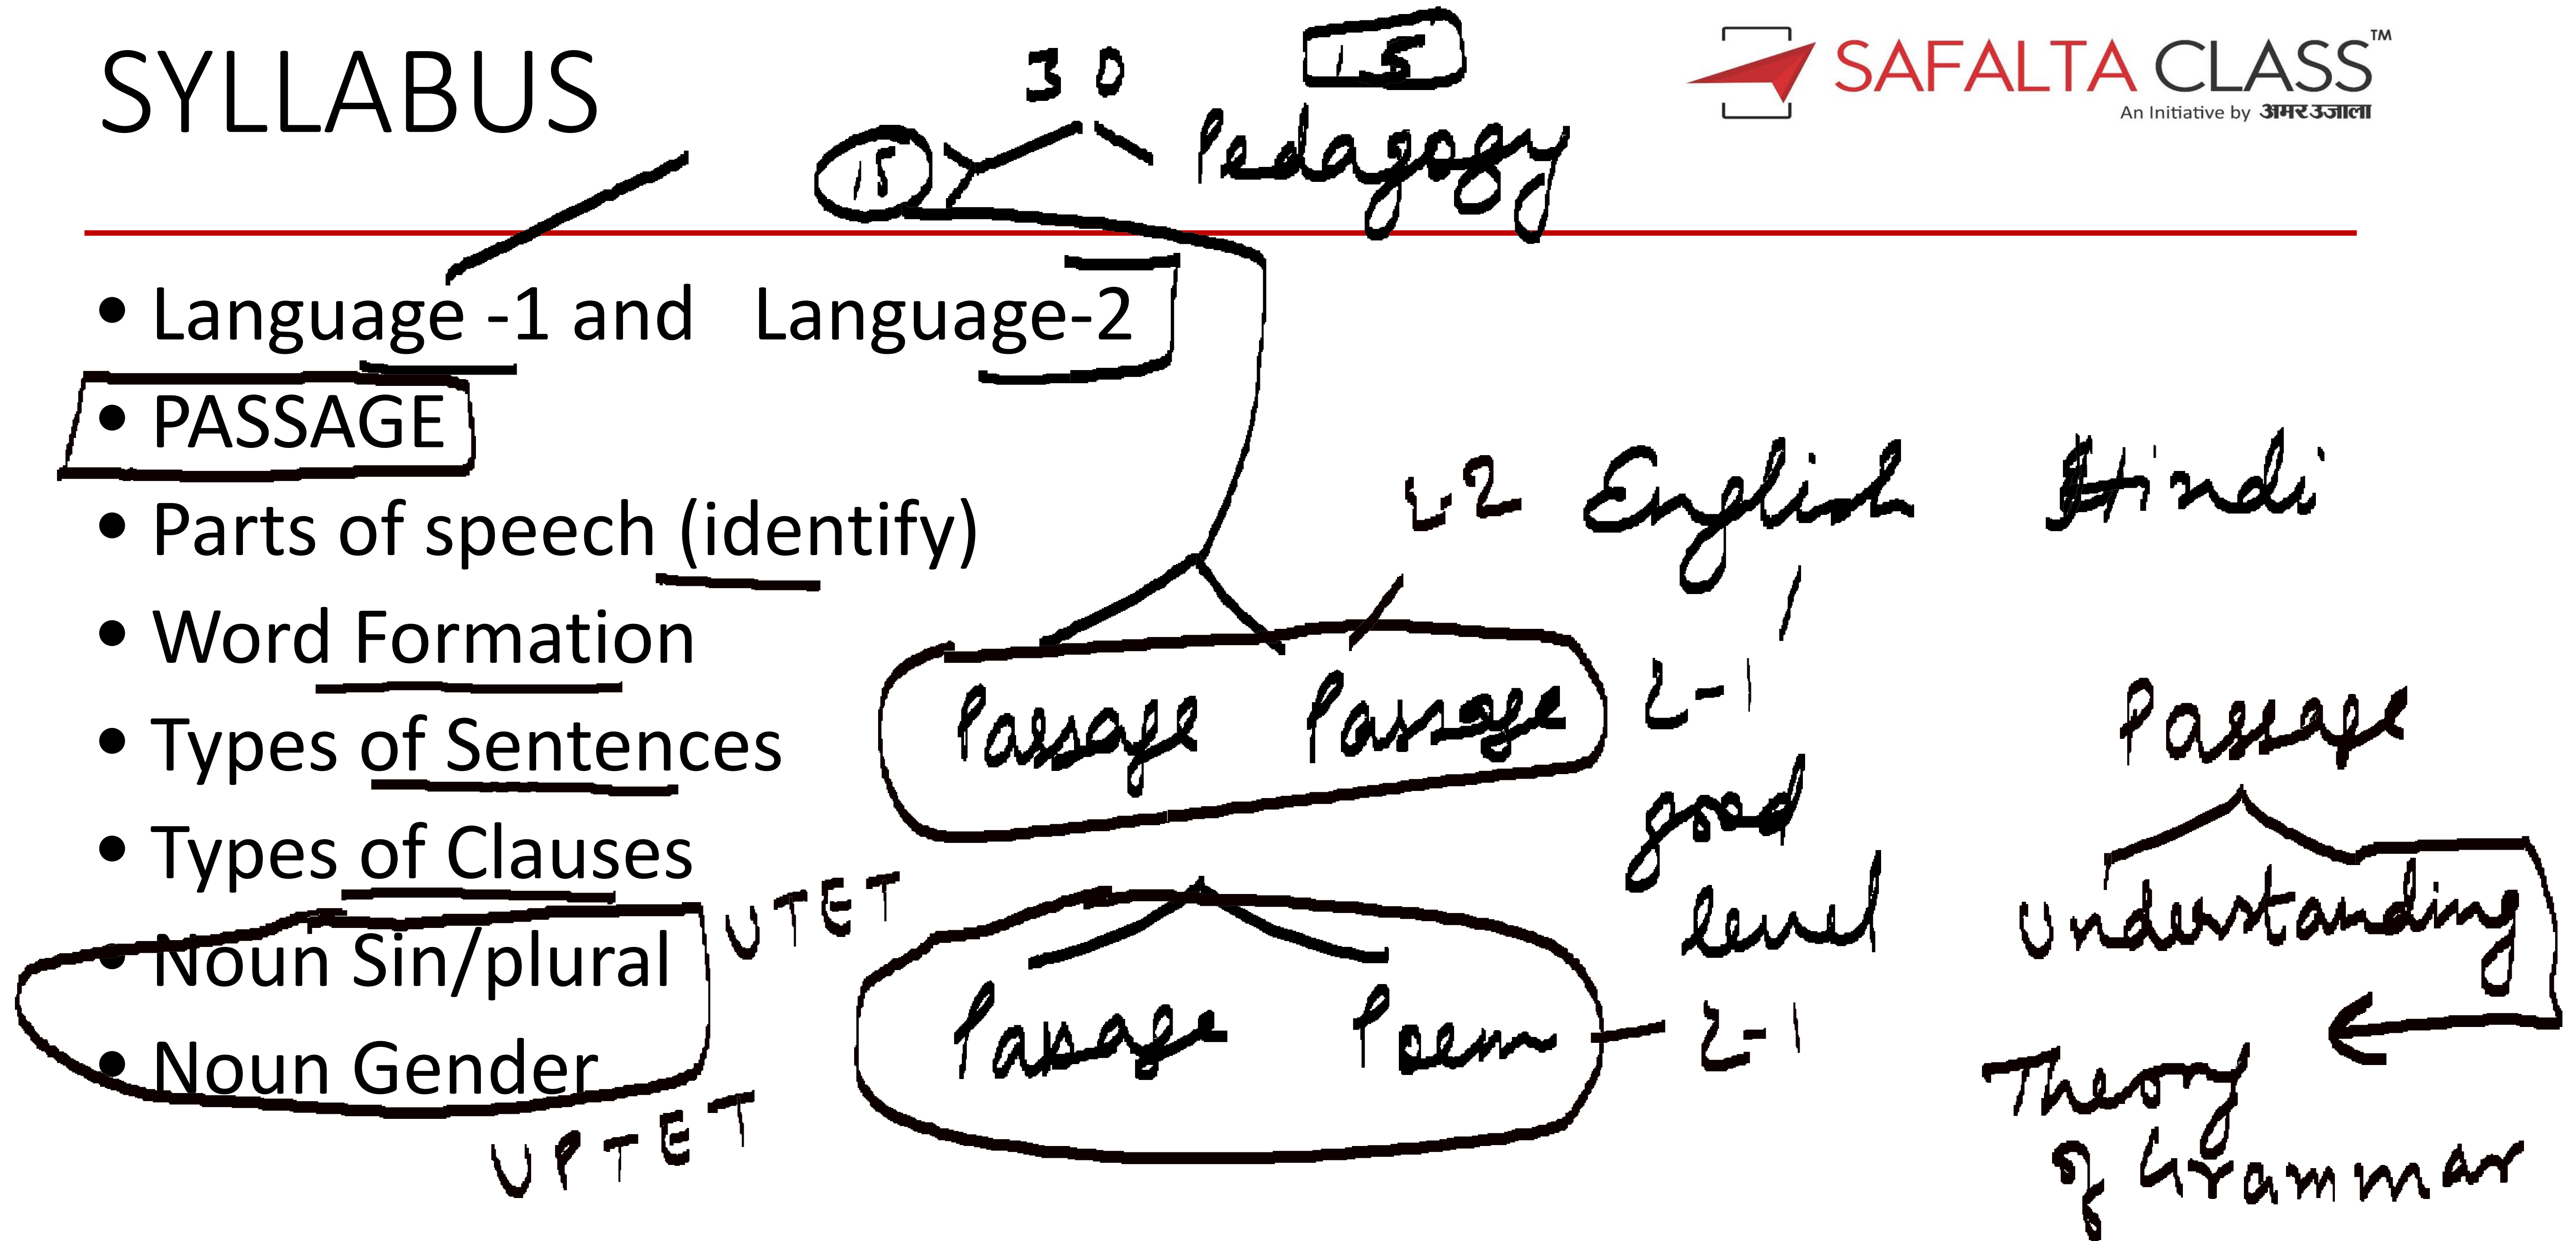 SYLLABUS
30
15
SAFALTA CLASS™
An Initiative by अमर उजाला
15
Pedagogy
• Language -1 and Language-2
• PASSAGE
• Parts of speech (identify)
• Word Formation
• Types of Sentences
• Types of Clauses
• Noun Sin/plural
• Noun Gender
UTET
UPTET
L2 English Hindi
Passage Passage
L-1
good
level
Passage Poem
L-1
Passage
Understanding
Theory
of Grammar